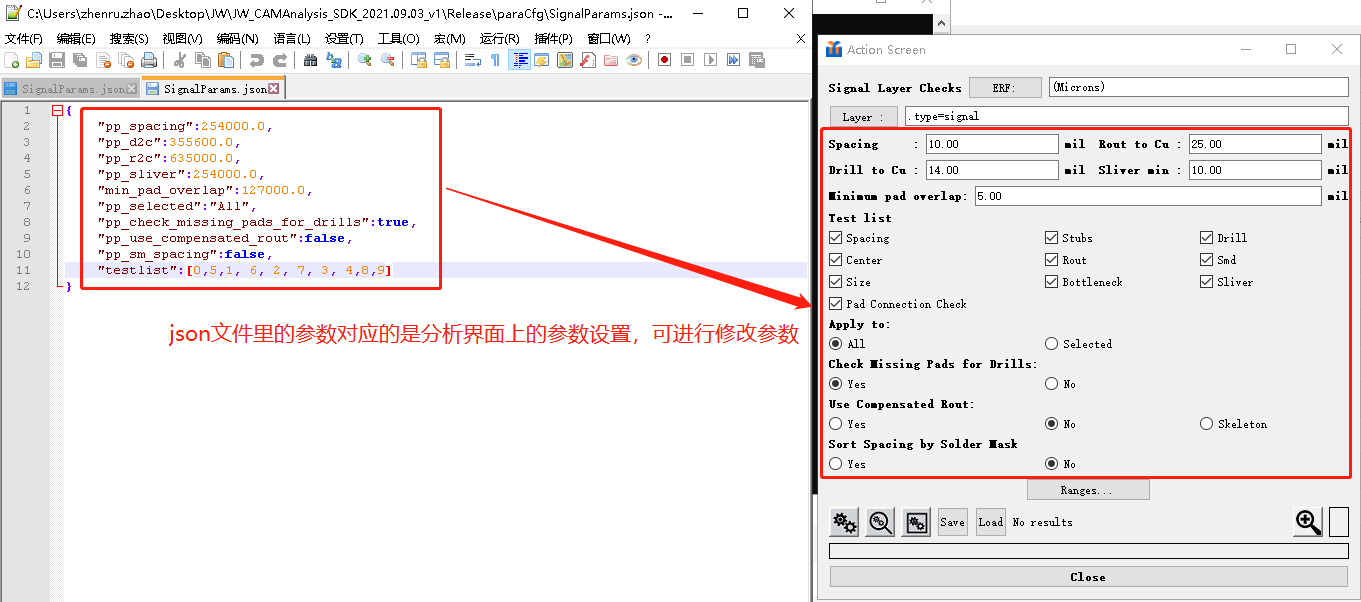 C:\Users\zhenru.zhao\Desktop\JW\JW_CAMAnalysis_SDK_2021.09.03_v1\Release\paraCfg\SignalParams.json -...
文件(F) 编辑(E) 搜索(S) 视图(V) 编码(N) 语言(L) 设置(T) 工具(O) 宏(M) 运行(R) 插件(P) 窗口(W) ?
SignalParams.json SignalParams.json
1 {
2 "pp_spacing":254000.0,
3 "pp_d2c":355600.0,
4 "pp_r2c":635000.0,
5 "pp_sliver":254000.0,
6 "min_pad_overlap":127000.0,
7 "pp_selected":"All",
8 "pp_check_missing_pads_for_drills":true,
9 "pp_use_compensated_rout":false,
10 "pp_sm_spacing":false,
11 "testlist":[0,5,1, 6, 2, 7, 3, 4,8,9]
12 }
json文件里的参数对应的是分析界面上的参数设置，可进行修改参数
Action Screen
Signal Layer Checks ERF: (Microns)
Layer : .type=signal
Spacing : 10.00 mil Rout to Cu : 25.00 mil
Drill to Cu : 14.00 mil Sliver min : 10.00 mil
Minimum pad overlap: 5.00 mil
Test list
Spacing Stubs Drill
Center Rout Smd
Size Bottleneck Sliver
Pad Connection Check
Apply to:
All Selected
Check Missing Pads for Drills:
Yes No
Use Compensated Rout:
Yes No Skeleton
Sort Spacing by Solder Mask
Yes No
Ranges...
Save Load No results
Close